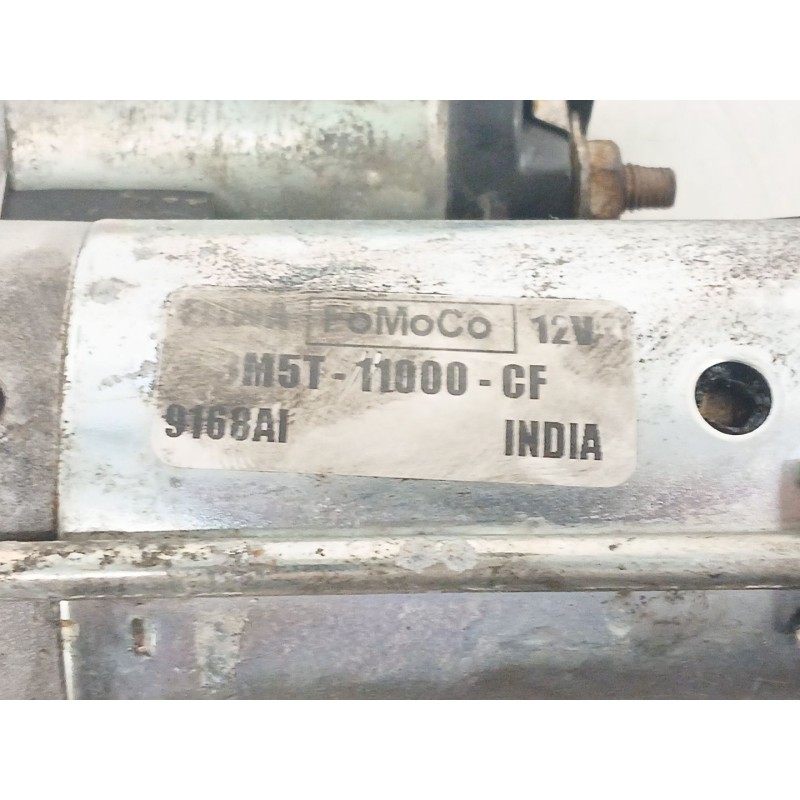 FoMoCo 12V
M5T-11000-CF
9168AI INDIA